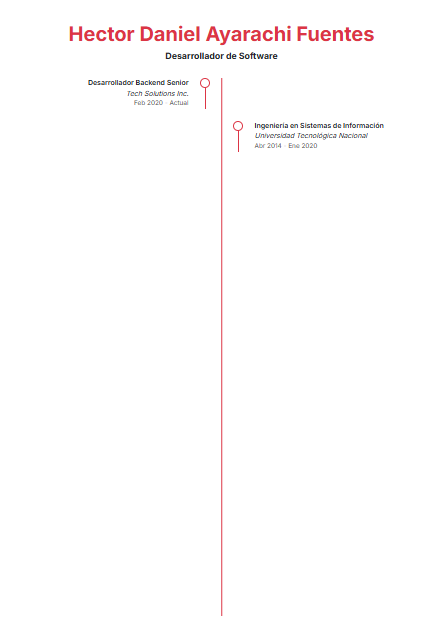 Hector Daniel Ayarachi Fuentes
Desarrollador de Software
Desarrollador Backend Senior
Tech Solutions Inc.
Feb 2020 · Actual
Ingeniería en Sistemas de Información
Universidad Tecnológica Nacional
Abr 2014 · Ene 2020